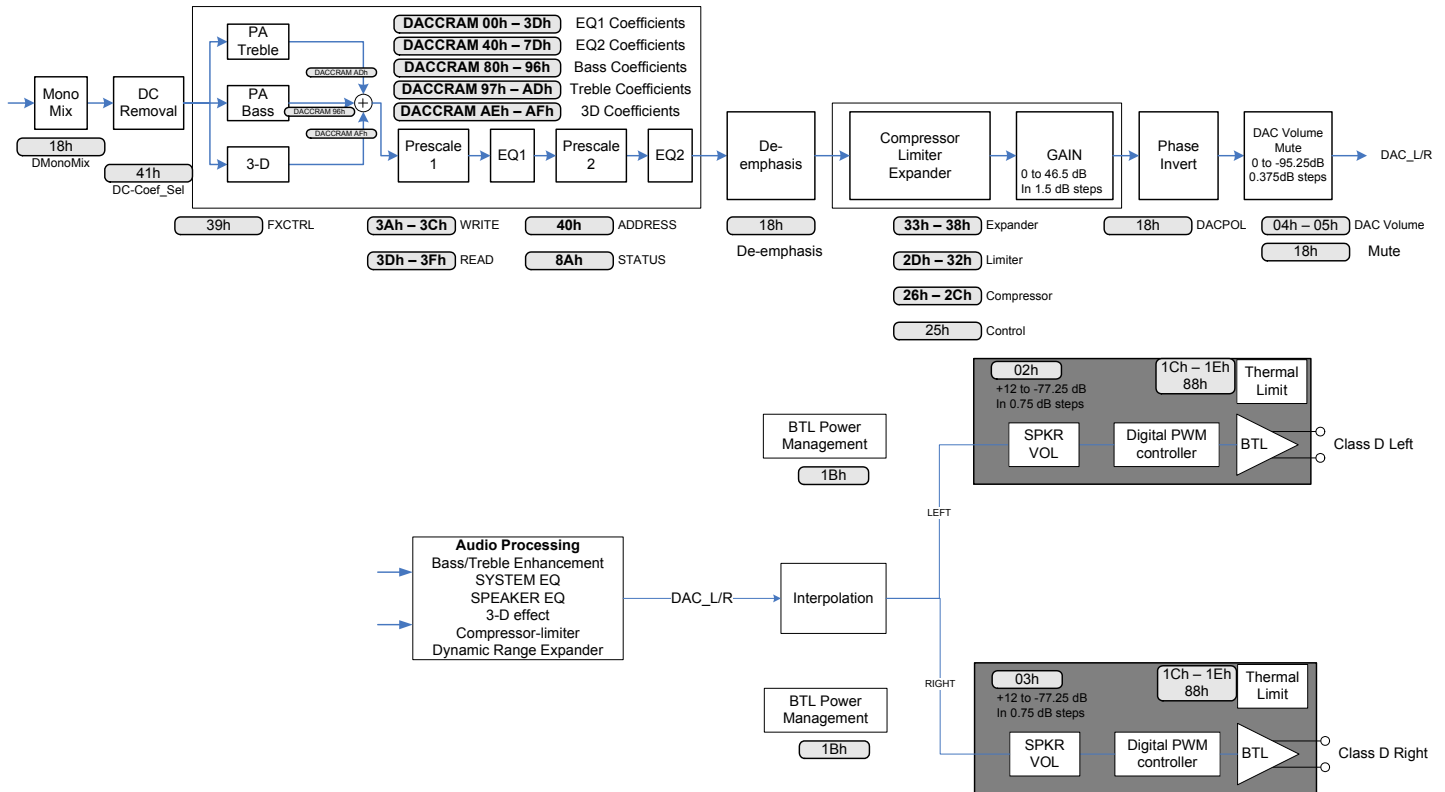 PA
Treble
DACCRAM 00h – 3Dh EQ1 Coefficients
DACCRAM 40h – 7Dh EQ2 Coefficients
DACCRAM 80h – 96h Bass Coefficients
DACCRAM 97h – ADh Treble Coefficients
DACCRAM AEh – AFh 3D Coefficients
DACCRAM ADh
Mono
Mix
DC
Removal
PA
Bass
DACCRAM 96h
+
DACCRAM AFh
3-D
Prescale
1
EQ1
Prescale
2
EQ2
De-
emphasis
Compressor
Limiter
Expander
GAIN
0 to 46.5 dB
In 1.5 dB steps
Phase
Invert
DAC Volume
Mute
0 to -95.25dB
0.375dB steps
DAC_L/R
18h
DMonoMix
41h
DC-Coef_Sel
39h FXCTRL
3Ah – 3Ch WRITE
40h ADDRESS
3Dh – 3Fh READ
8Ah STATUS
18h
De-emphasis
33h – 38h Expander
2Dh – 32h Limiter
26h – 2Ch Compressor
25h Control
18h DACPOL
04h – 05h DAC Volume
18h Mute
02h
+12 to -77.25 dB
In 0.75 dB steps
1Ch – 1Eh
88h
Thermal
Limit
BTL Power
Management
1Bh
SPKR
VOL
Digital PWM
controller
BTL
Class D Left
LEFT
Audio Processing
Bass/Treble Enhancement
SYSTEM EQ
SPEAKER EQ
3-D effect
Compressor-limiter
Dynamic Range Expander
DAC_L/R
Interpolation
RIGHT
BTL Power
Management
1Bh
03h
+12 to -77.25 dB
In 0.75 dB steps
1Ch – 1Eh
88h
Thermal
Limit
SPKR
VOL
Digital PWM
controller
BTL
Class D Right